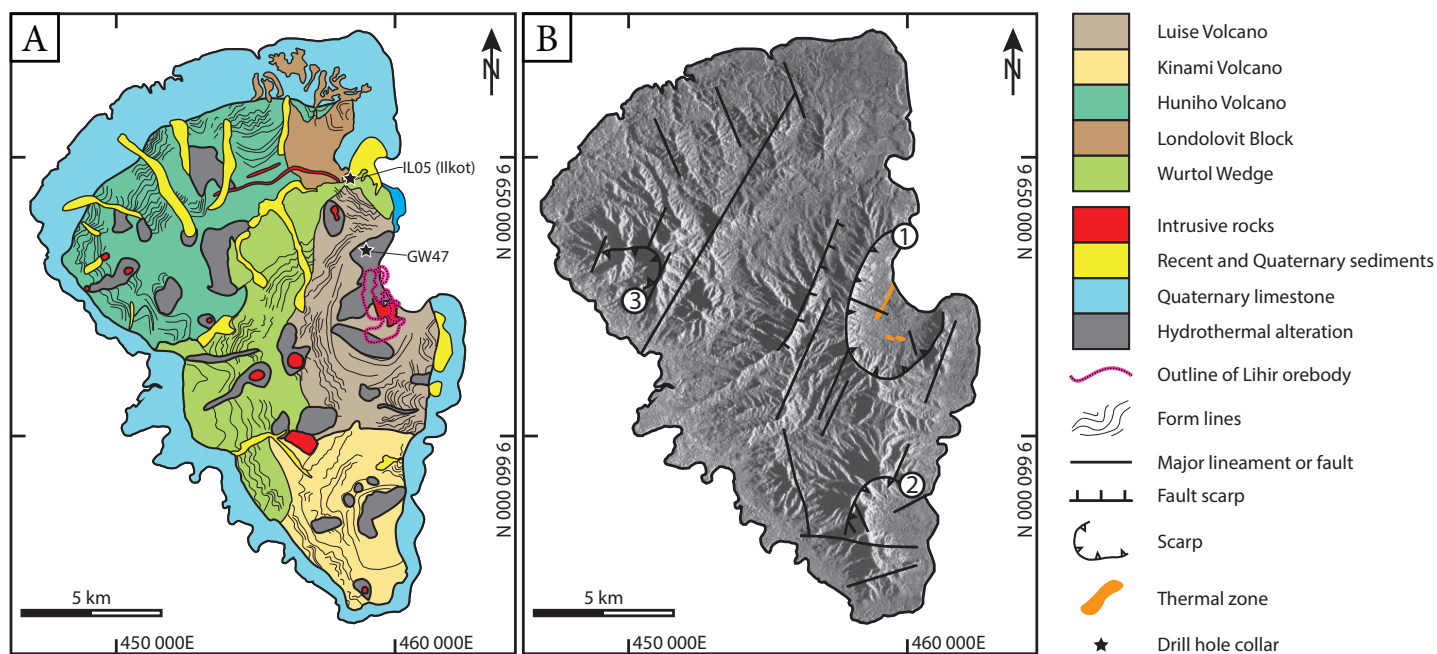 A
N
IL05 (Ilkot)
GW47
9 650 000 N
9 660 000 N
5 km
450 000E
460 000E
B
N
1
3
2
9 650 000 N
9 660 000 N
5 km
450 000E
460 000E
Luise Volcano
Kinami Volcano
Huniho Volcano
Londolovit Block
Wurtol Wedge
Intrusive rocks
Recent and Quaternary sediments
Quaternary limestone
Hydrothermal alteration
Outline of Lihir orebody
Form lines
Major lineament or fault
Fault scarp
Scarp
Thermal zone
Drill hole collar